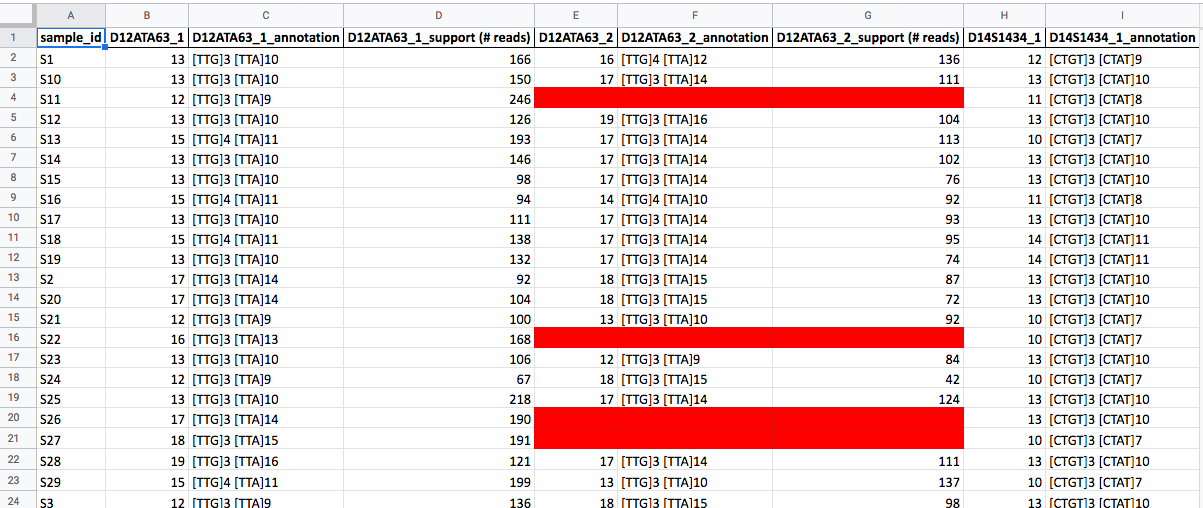 A B C D E F G H I
1 sample_id D12ATA63_1 D12ATA63_1_annotation D12ATA63_1_support (# reads) D12ATA63_2 D12ATA63_2_annotation D12ATA63_2_support (# reads) D14S1434_1 D14S1434_1_annotation
2 S1 13 [TTG]3 [TTA]10 166 16 [TTG]4 [TTA]12 136 12 [CTGT]3 [CTAT]9
3 S10 13 [TTG]3 [TTA]10 150 17 [TTG]3 [TTA]14 111 13 [CTGT]3 [CTAT]10
4 S11 12 [TTG]3 [TTA]9 246 11 [CTGT]3 [CTAT]8
5 S12 13 [TTG]3 [TTA]10 126 19 [TTG]3 [TTA]16 104 13 [CTGT]3 [CTAT]10
6 S13 15 [TTG]4 [TTA]11 193 17 [TTG]3 [TTA]14 113 10 [CTGT]3 [CTAT]7
7 S14 13 [TTG]3 [TTA]10 146 17 [TTG]3 [TTA]14 102 13 [CTGT]3 [CTAT]10
8 S15 13 [TTG]3 [TTA]10 98 17 [TTG]3 [TTA]14 76 13 [CTGT]3 [CTAT]10
9 S16 15 [TTG]4 [TTA]11 94 14 [TTG]4 [TTA]10 92 11 [CTGT]3 [CTAT]8
10 S17 13 [TTG]3 [TTA]10 111 17 [TTG]3 [TTA]14 93 13 [CTGT]3 [CTAT]10
11 S18 15 [TTG]4 [TTA]11 138 17 [TTG]3 [TTA]14 95 14 [CTGT]3 [CTAT]11
12 S19 13 [TTG]3 [TTA]10 132 17 [TTG]3 [TTA]14 74 14 [CTGT]3 [CTAT]11
13 S2 17 [TTG]3 [TTA]14 92 18 [TTG]3 [TTA]15 87 13 [CTGT]3 [CTAT]10
14 S20 17 [TTG]3 [TTA]14 104 18 [TTG]3 [TTA]15 72 13 [CTGT]3 [CTAT]10
15 S21 12 [TTG]3 [TTA]9 100 13 [TTG]3 [TTA]10 92 10 [CTGT]3 [CTAT]7
16 S22 16 [TTG]3 [TTA]13 168 10 [CTGT]3 [CTAT]7
17 S23 13 [TTG]3 [TTA]10 106 12 [TTG]3 [TTA]9 84 13 [CTGT]3 [CTAT]10
18 S24 12 [TTG]3 [TTA]9 67 18 [TTG]3 [TTA]15 42 10 [CTGT]3 [CTAT]7
19 S25 13 [TTG]3 [TTA]10 218 17 [TTG]3 [TTA]14 124 13 [CTGT]3 [CTAT]10
20 S26 17 [TTG]3 [TTA]14 190 13 [CTGT]3 [CTAT]10
21 S27 18 [TTG]3 [TTA]15 191 10 [CTGT]3 [CTAT]7
22 S28 19 [TTG]3 [TTA]16 121 17 [TTG]3 [TTA]14 111 13 [CTGT]3 [CTAT]10
23 S29 15 [TTG]4 [TTA]11 199 13 [TTG]3 [TTA]10 137 10 [CTGT]3 [CTAT]7
24 S3 12 [TTG]3 [TTA]9 136 18 [TTG]3 [TTA]15 98 13 [CTGT]3 [CTAT]10